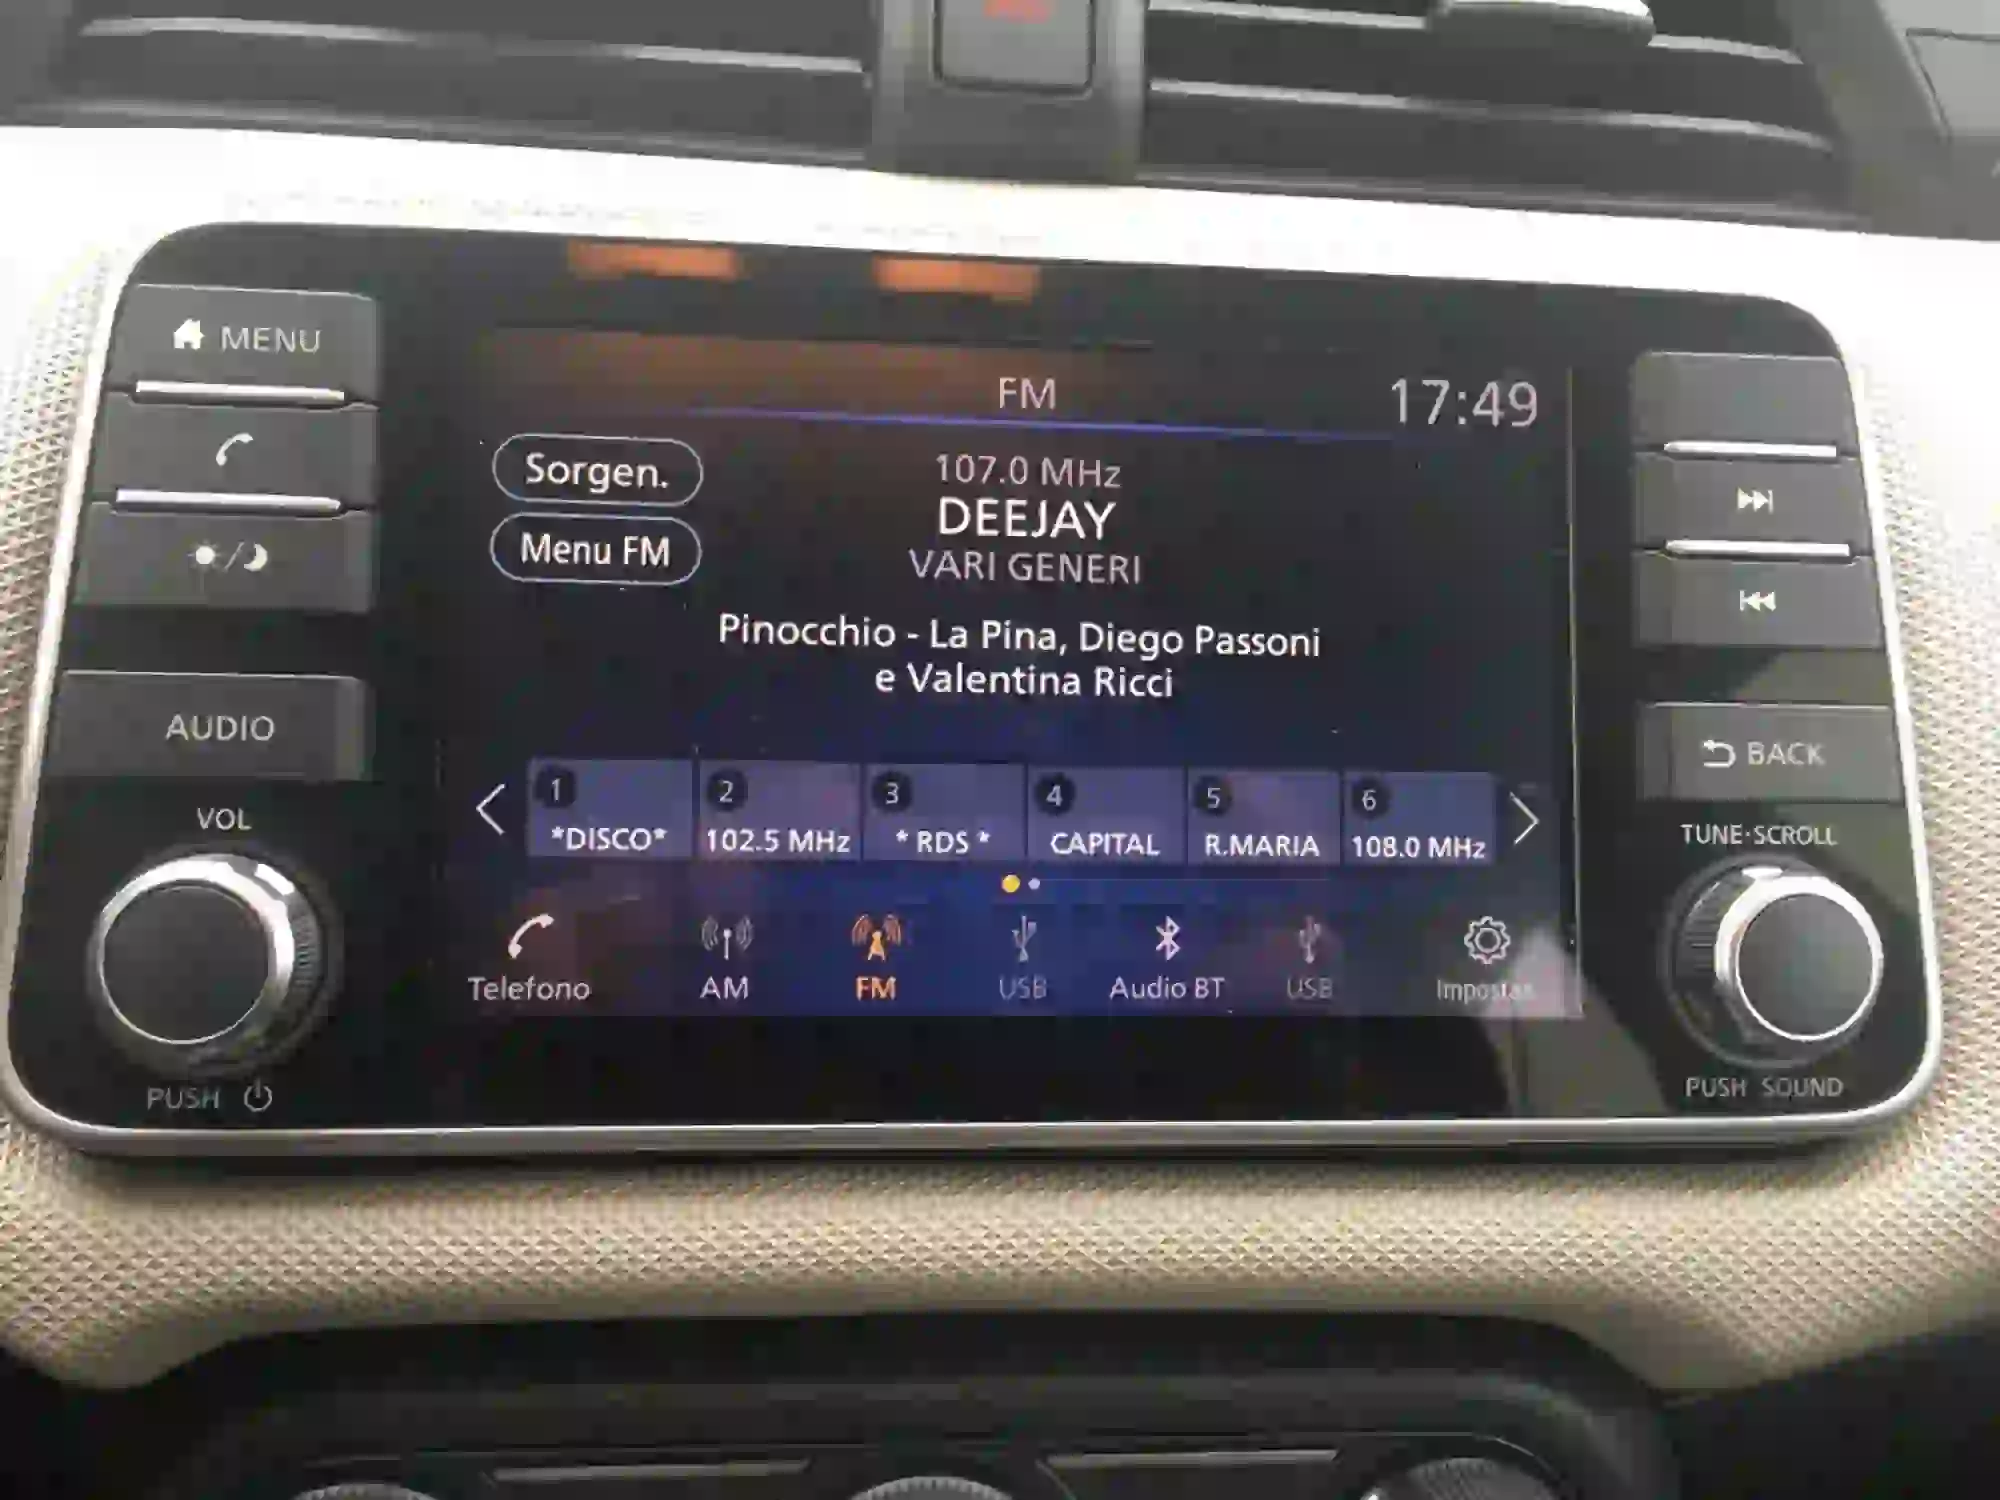 MENU
FM
17:49
Sorgen.
107.0 MHz
DEEJAY
Menu FM
VARI GENERI
Pinocchio - La Pina, Diego Passoni
e Valentina Ricci
AUDIO
BACK
VOL
TUNE·SCROLL
1 2 3 4 5 6
*DISCO* 102.5 MHz * RDS * CAPITAL R.MARIA 108.0 MHz
Telefono AM FM USB Audio BT USB
PUSH
PUSH SOUND